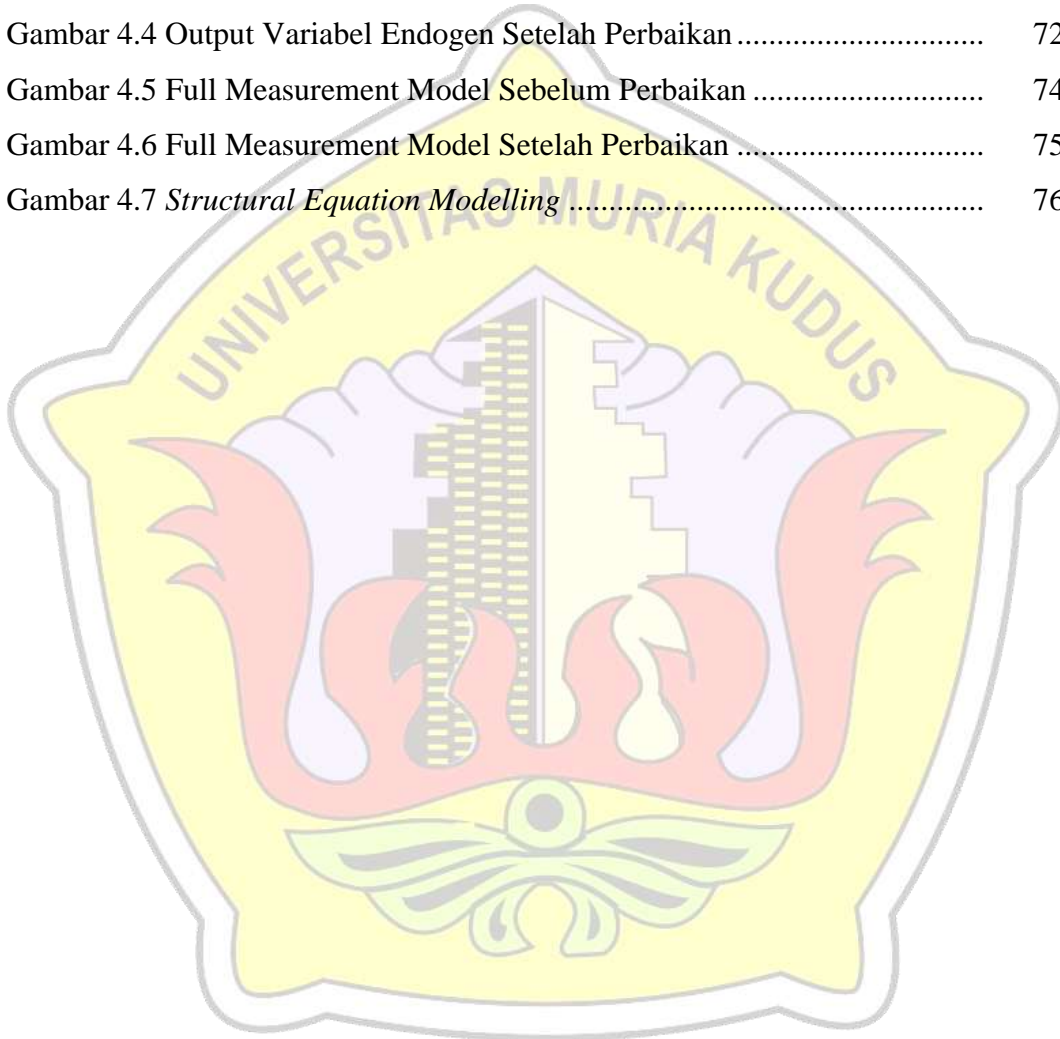 Gambar 4.4 Output Variabel Endogen Setelah Perbaikan ............................... 72
Gambar 4.5 Full Measurement Model Sebelum Perbaikan ............................. 74
Gambar 4.6 Full Measurement Model Setelah Perbaikan ............................... 75
Gambar 4.7 Structural Equation Modelling .................................................... 76
UNIVERSITAS MURIA KUDUS